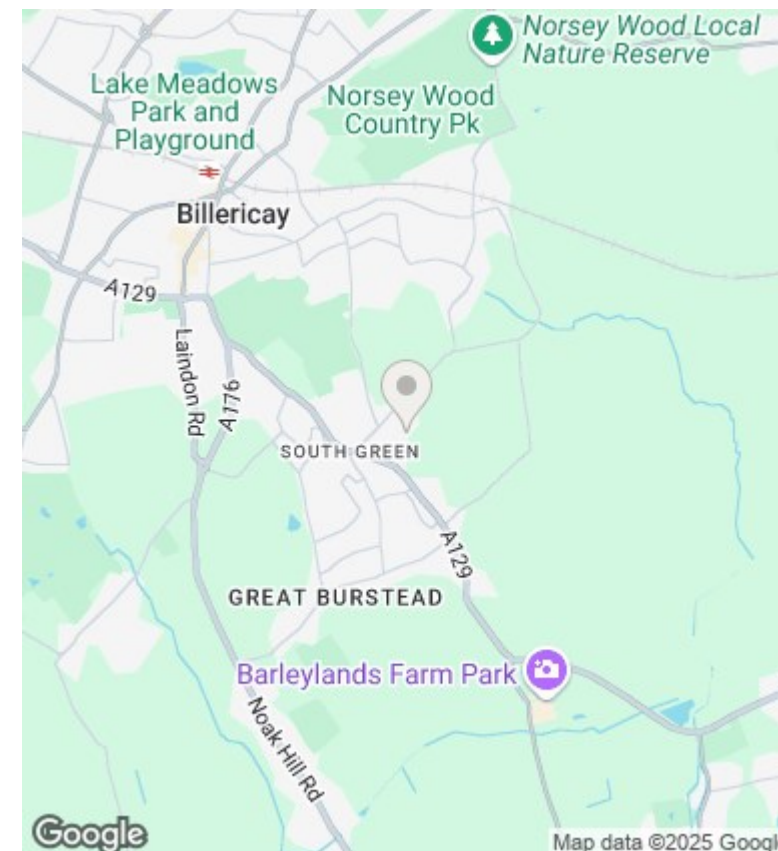 Norsey Wood Local
Nature Reserve
Lake Meadows
Park and
Playground
Norsey Wood
Country Pk
Billericay
A129
Laindon Rd
A176
SOUTH GREEN
A129
GREAT BURSTEAD
Barleylands Farm Park
Noak Hill Rd
Google
Map data ©2025 Googl